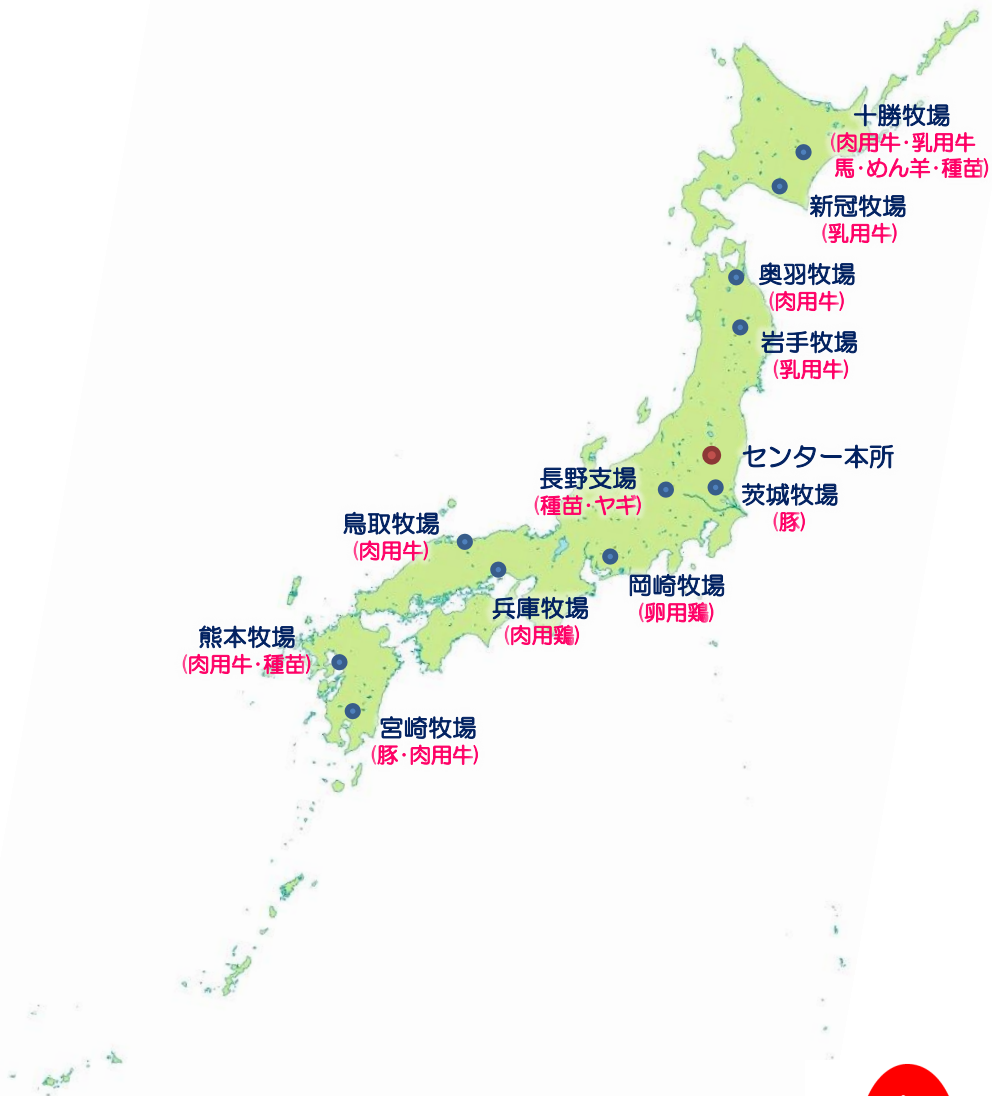 十勝牧場
(肉用牛・乳用牛
馬・めん羊・種苗)
新冠牧場
(乳用牛)
奥羽牧場
(肉用牛)
岩手牧場
(乳用牛)
センター本所
長野支場
(種苗・ヤギ)
茨城牧場
(豚)
鳥取牧場
(肉用牛)
岡崎牧場
(卵用鶏)
兵庫牧場
(肉用鶏)
熊本牧場
(肉用牛・種苗)
宮崎牧場
(豚・肉用牛)